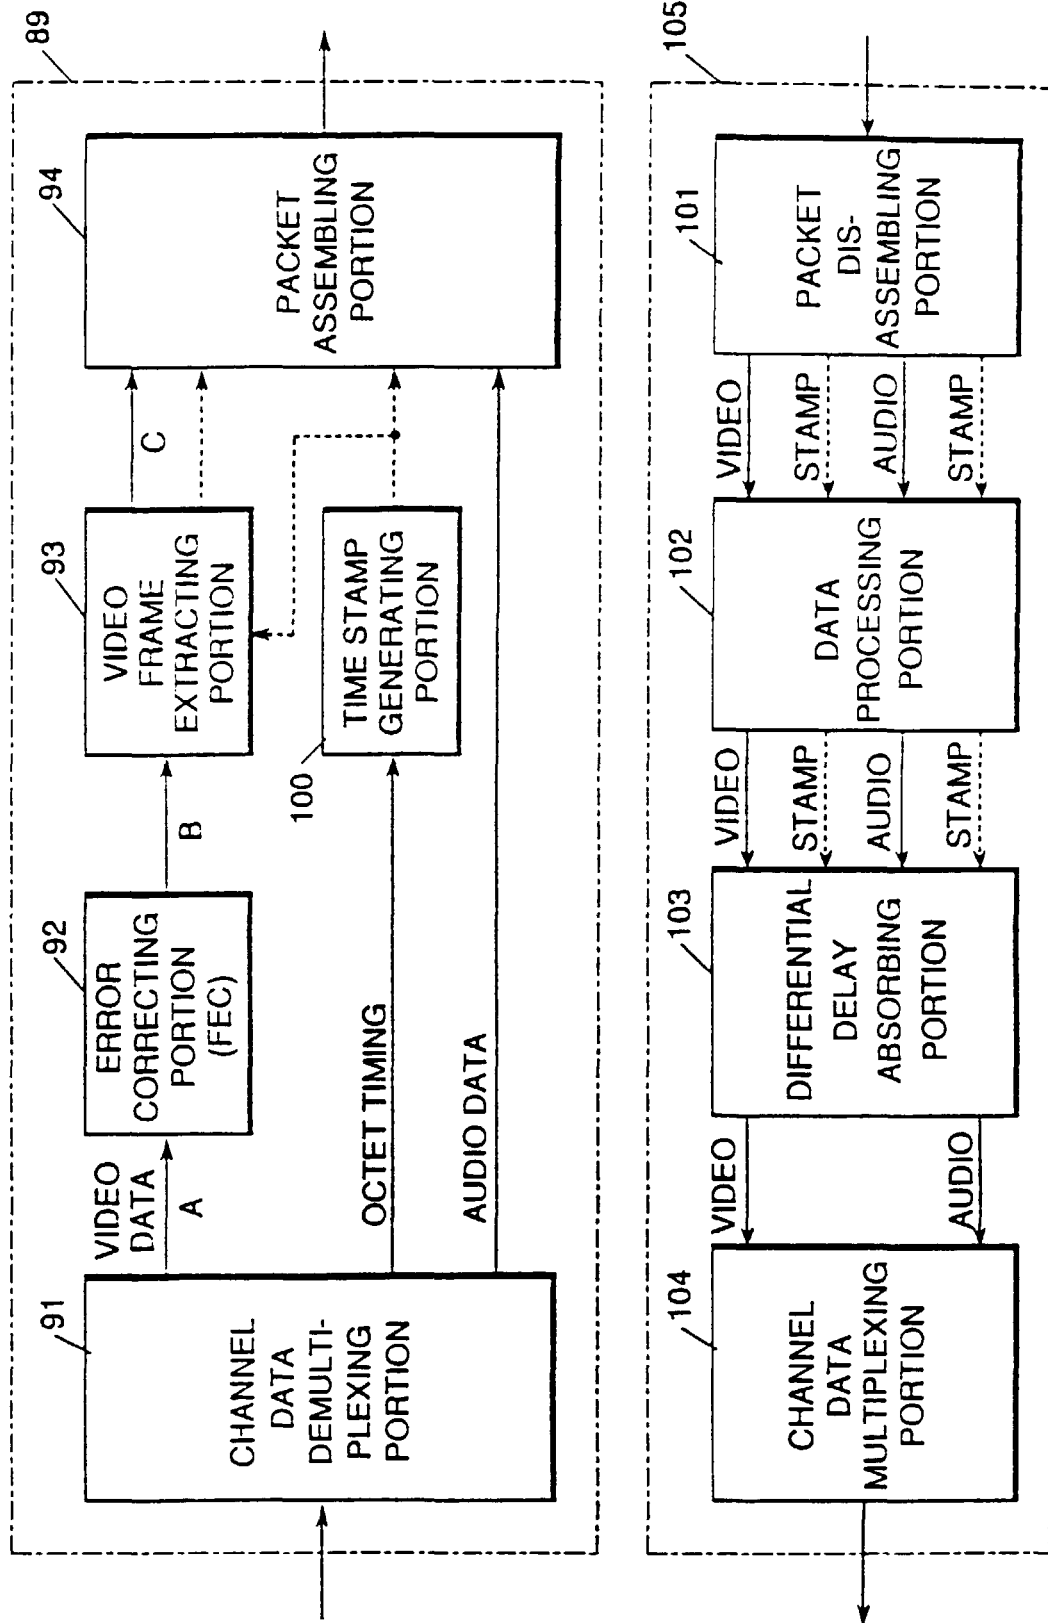 89
91
CHANNEL
DATA
DEMULTI-
PLEXING
PORTION
VIDEO
DATA
A
92
ERROR
CORRECTING
PORTION
(FEC)
B
93
VIDEO
FRAME
EXTRACTING
PORTION
C
94
PACKET
ASSEMBLING
PORTION
OCTET TIMING
100
TIME STAMP
GENERATING
PORTION
AUDIO DATA
105
104
CHANNEL
DATA
MULTIPLEXING
PORTION
VIDEO
AUDIO
103
DIFFERENTIAL
DELAY
ABSORBING
PORTION
VIDEO
STAMP
AUDIO
STAMP
102
DATA
PROCESSING
PORTION
VIDEO
STAMP
AUDIO
STAMP
101
PACKET
DIS-
ASSEMBLING
PORTION